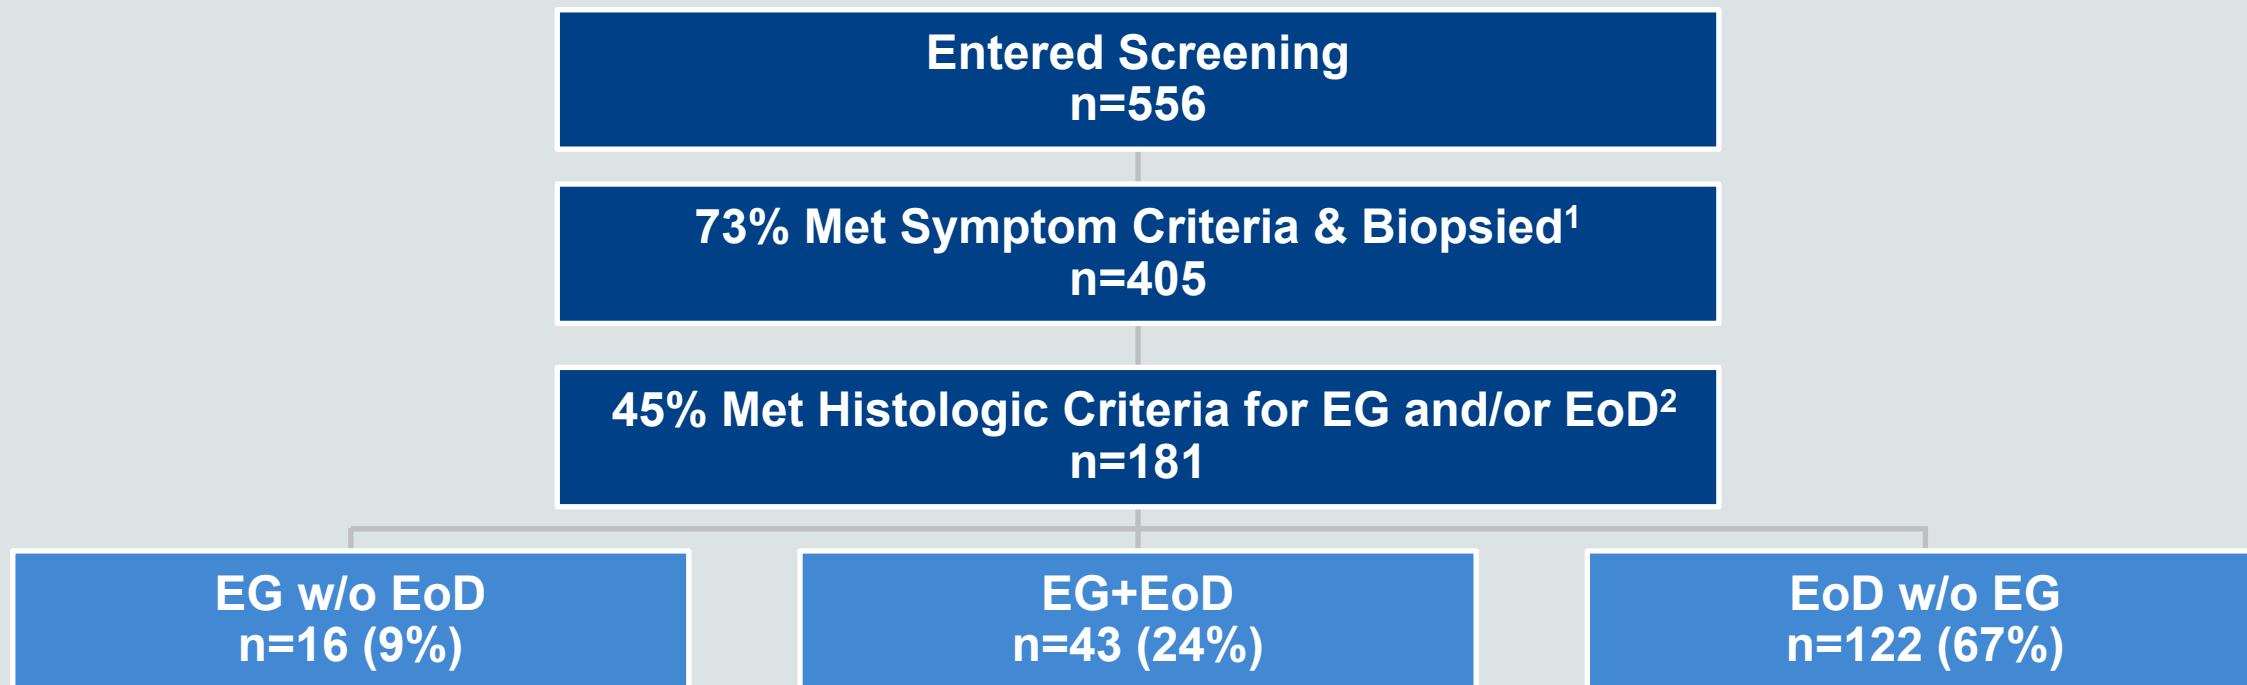 Entered Screening
n=556
73% Met Symptom Criteria & Biopsied¹
n=405
45% Met Histologic Criteria for EG and/or EoD²
n=181
EG w/o EoD
n=16 (9%)
EG+EoD
n=43 (24%)
EoD w/o EG
n=122 (67%)